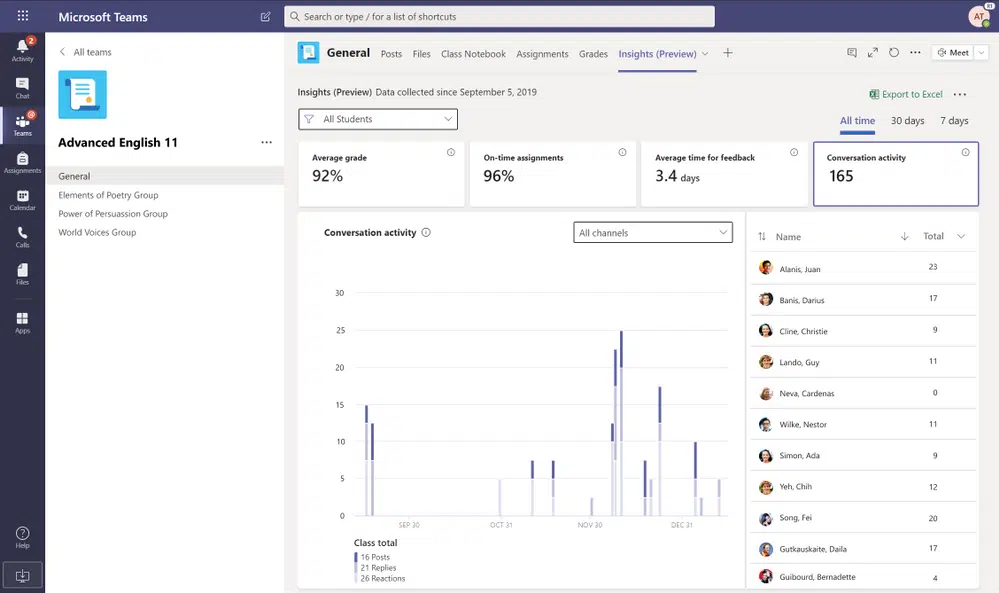 Microsoft Teams
Search or type / for a list of shortcuts
AT
2
Activity
Chat
Teams
Assignments
Calendar
Calls
Files
Apps
Help
All teams
Advanced English 11
General
Elements of Poetry Group
Power of Persuasion Group
World Voices Group
General Posts Files Class Notebook Assignments Grades Insights (Preview) Meet
Insights (Preview) Data collected since September 5, 2019
Export to Excel
All Students
All time 30 days 7 days
Average grade
92%
On-time assignments
96%
Average time for feedback
3.4 days
Conversation activity
165
Conversation activity
All channels
30
25
20
15
10
5
0
SEP 30 OCT 31 NOV 30 DEC 31
Class total
16 Posts
21 Replies
26 Reactions
Name Total
Alanis, Juan 23
Banis, Darius 17
Cline, Christie 9
Lando, Guy 11
Neva, Cardenas 0
Wilke, Nestor 11
Simon, Ada 9
Yeh, Chih 12
Song, Fei 20
Gutkauskaite, Daila 17
Guibourd, Bernadette 4